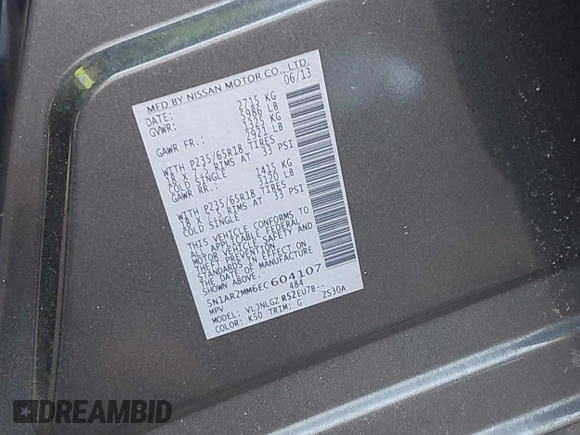 MFD BY NISSAN MOTOR CO., LTD.
DATE: 06/13
GVWR: 2715 KG
5986 LB
GAWR FR.: 1325 KG
2921 LB
WITH P235/65R18 TIRES
18 X 7.5 RIMS AT 33 PSI
COLD SINGLE
GAWR RR.: 1415 KG
3120 LB
WITH P235/65R18 TIRES
18 X 7.5 RIMS AT 33 PSI
COLD SINGLE
THIS VEHICLE CONFORMS TO
ALL APPLICABLE FEDERAL
MOTOR VEHICLE SAFETY AND
THEFT PREVENTION
STANDARDS IN EFFECT ON
THE DATE OF MANUFACTURE
SHOWN ABOVE.
5N1AR2MM6EC604107
MPV 484
MODEL: VLJNLGZ R52EU7B-ZS30A
COLOR: K50 TRIM: G
DREAMBID